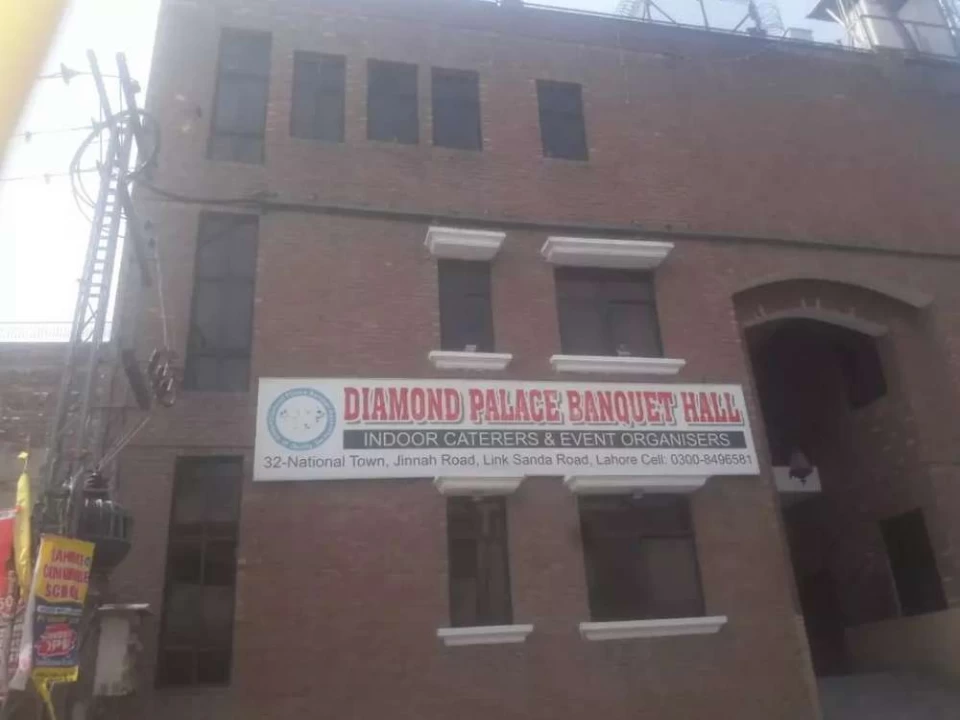 DIAMOND PALACE BANQUET HALL
INDOOR CATERERS & EVENT ORGANISERS
32-National Town, Jinnah Road, Link Sanda Road, Lahore Cell: 0300-8496581